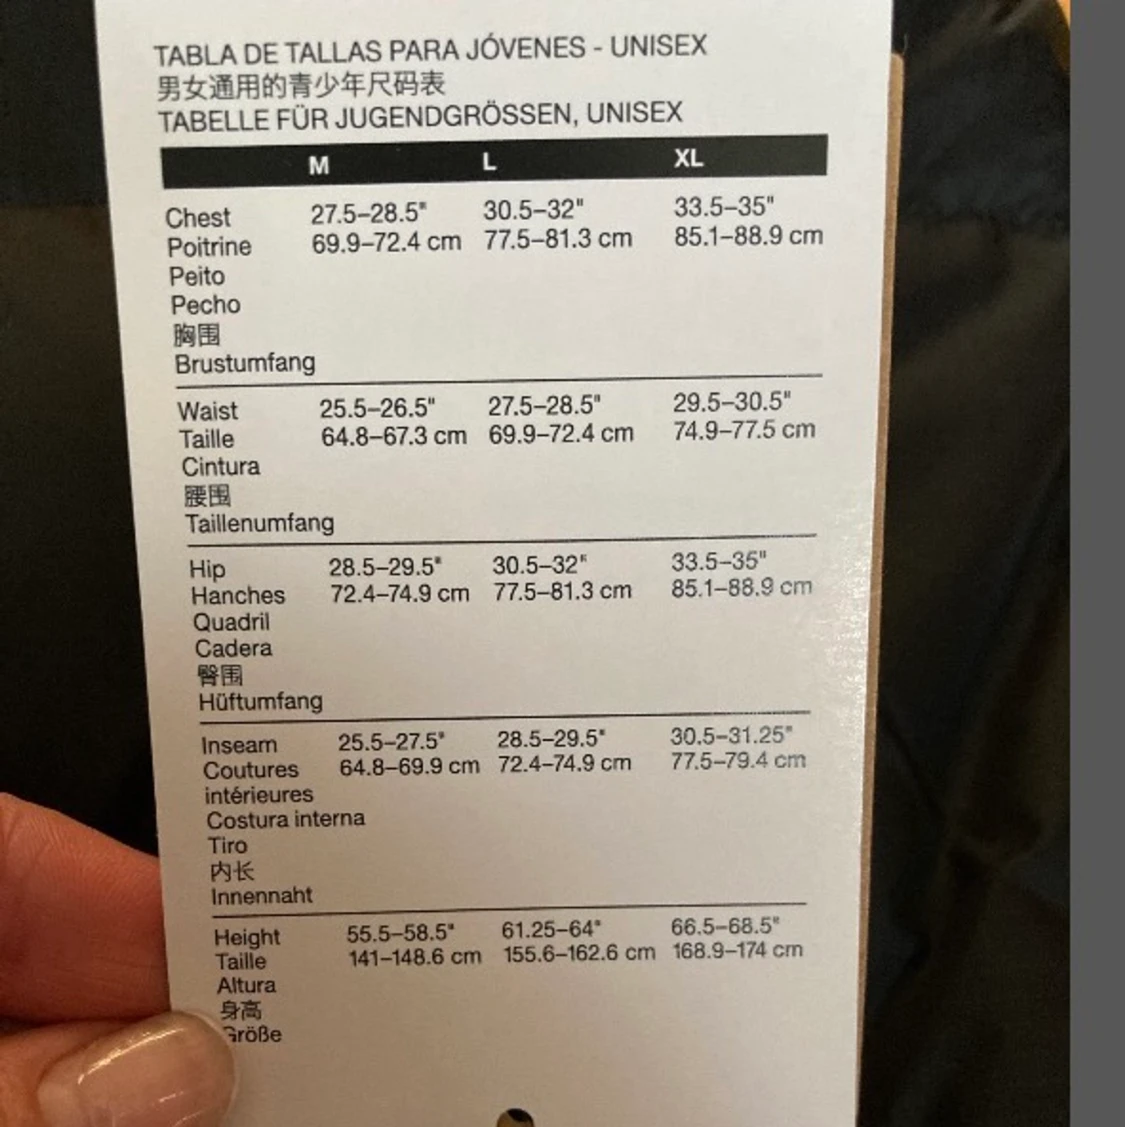 TABLA DE TALLAS PARA JÓVENES - UNISEX
男女通用的青少年尺码表
TABELLE FÜR JUGENDGRÖSSEN, UNISEX
M L XL
Chest 27.5–28.5" 30.5–32" 33.5–35"
Poitrine 69.9–72.4 cm 77.5–81.3 cm 85.1–88.9 cm
Peito
Pecho
胸围
Brustumfang
Waist 25.5–26.5" 27.5–28.5" 29.5–30.5"
Taille 64.8–67.3 cm 69.9–72.4 cm 74.9–77.5 cm
Cintura
腰围
Taillenumfang
Hip 28.5–29.5" 30.5–32" 33.5–35"
Hanches 72.4–74.9 cm 77.5–81.3 cm 85.1–88.9 cm
Quadril
Cadera
臀围
Hüftumfang
Inseam 25.5–27.5" 28.5–29.5" 30.5–31.25"
Coutures 64.8–69.9 cm 72.4–74.9 cm 77.5–79.4 cm
intérieures
Costura interna
Tiro
内长
Innennaht
Height 55.5–58.5" 61.25–64" 66.5–68.5"
Taille 141–148.6 cm 155.6–162.6 cm 168.9–174 cm
Altura
身高
Größe